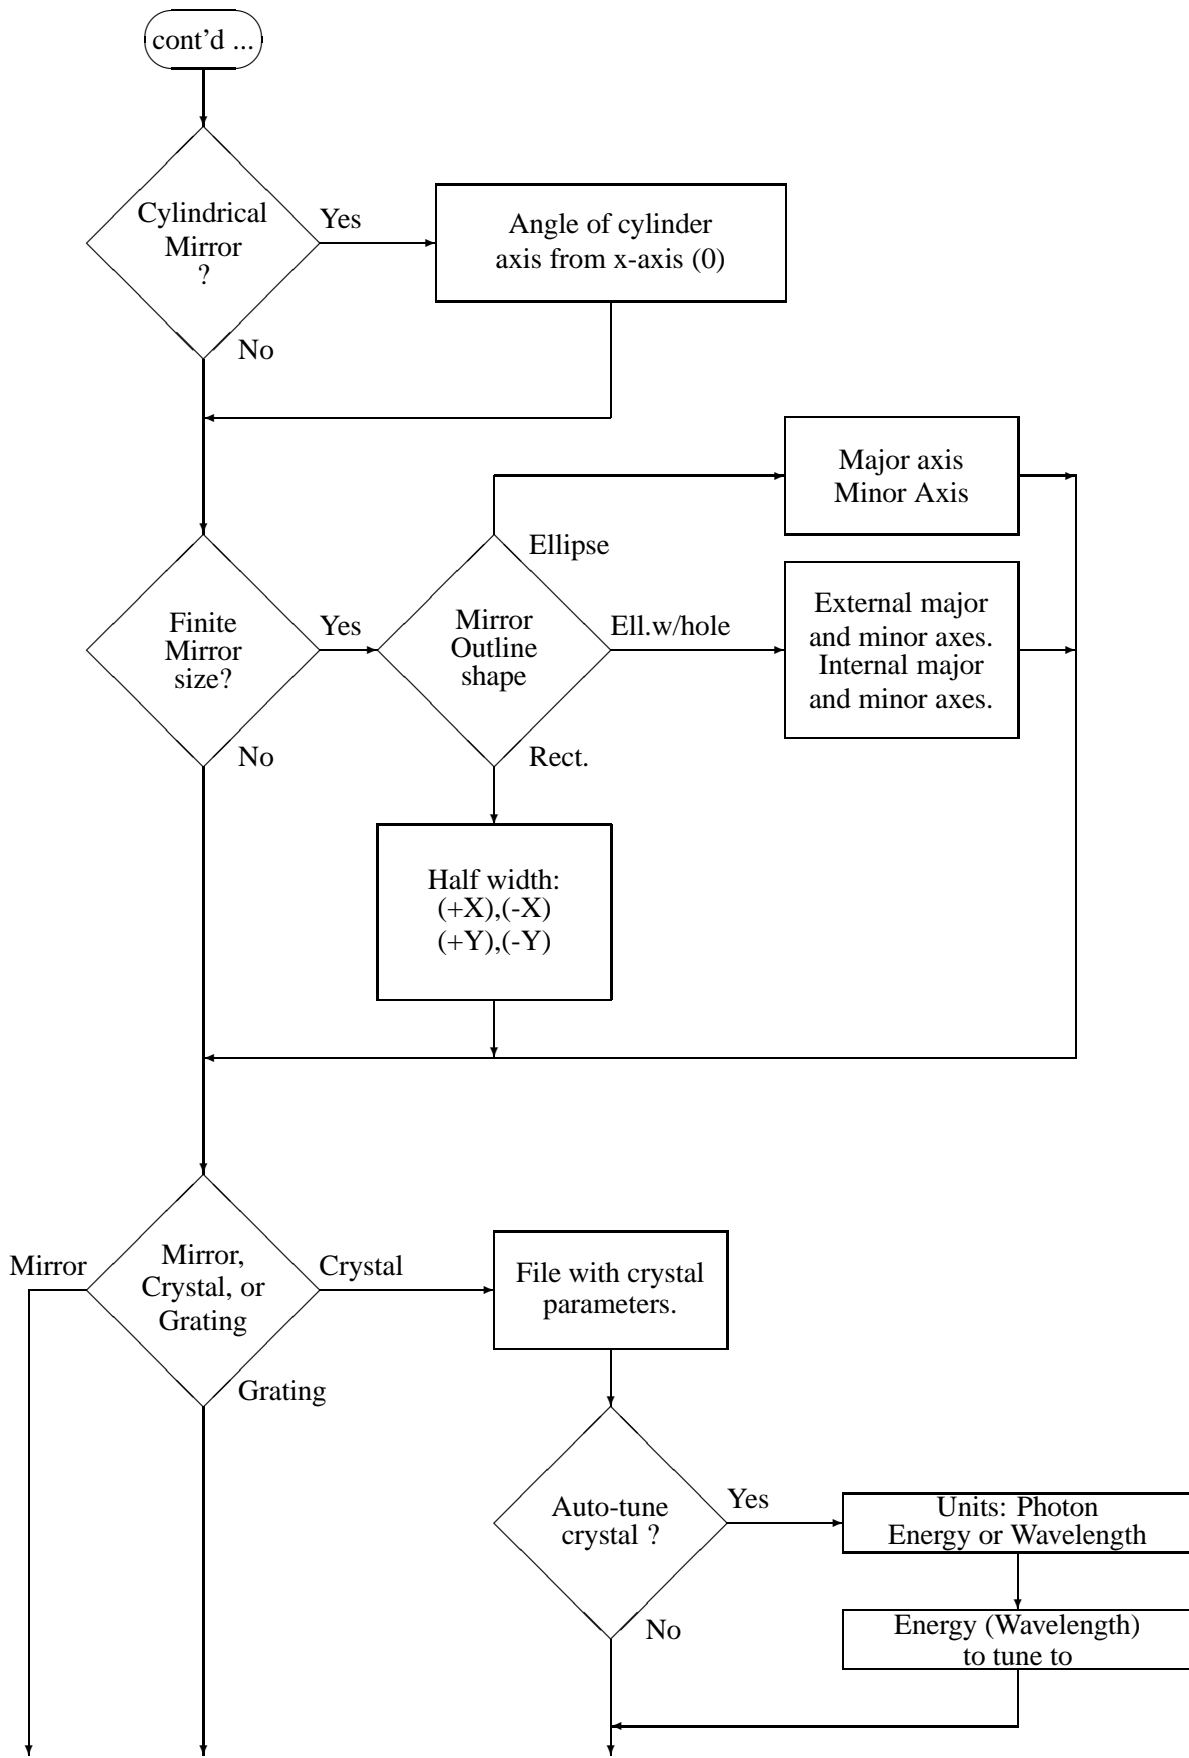 cont'd ...
Cylindrical
Mirror
?
Yes
No
Angle of cylinder
axis from x-axis (0)
Finite
Mirror
size?
Yes
No
Mirror
Outline
shape
Ellipse
Ell.w/hole
Rect.
Major axis
Minor Axis
External major
and minor axes.
Internal major
and minor axes.
Half width:
(+X),(-X)
(+Y),(-Y)
Mirror,
Crystal, or
Grating
Mirror
Crystal
Grating
File with crystal
parameters.
Auto-tune
crystal ?
Yes
No
Units: Photon
Energy or Wavelength
Energy (Wavelength)
to tune to